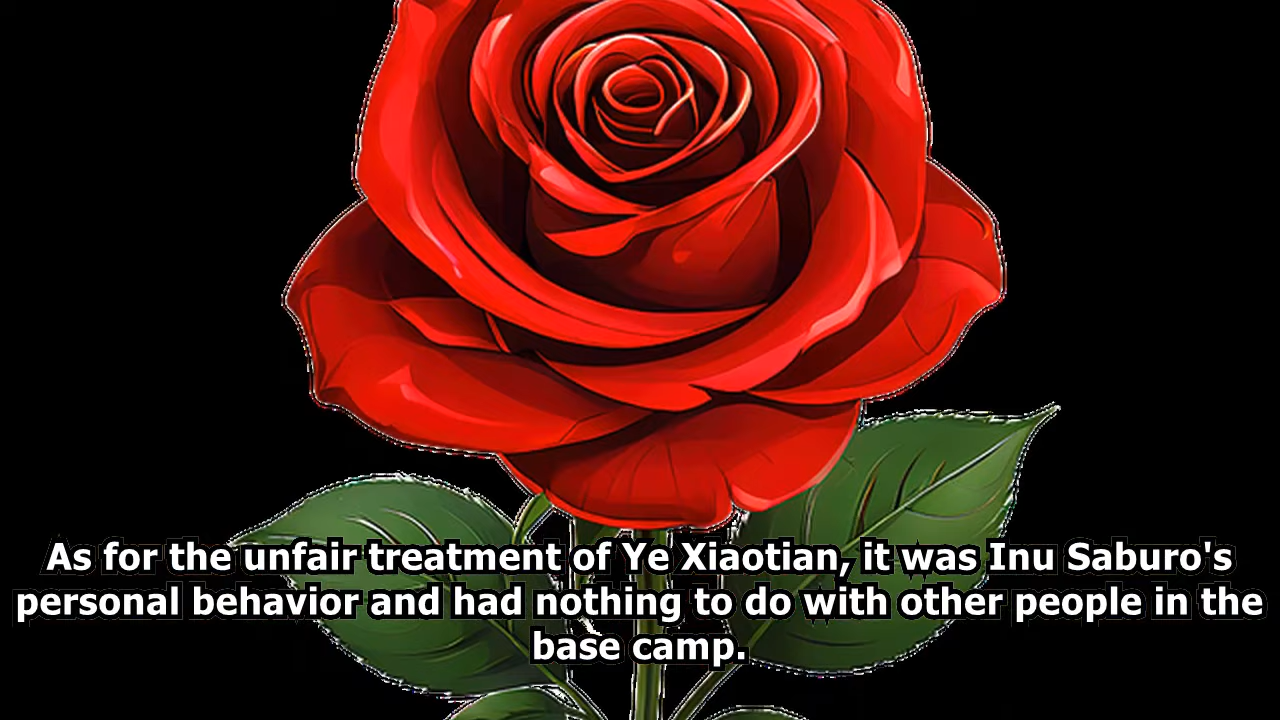 As for the unfair treatment of Ye Xiaotian, it was Inu Saburo's
personal behavior and had nothing to do with other people in the
base camp.